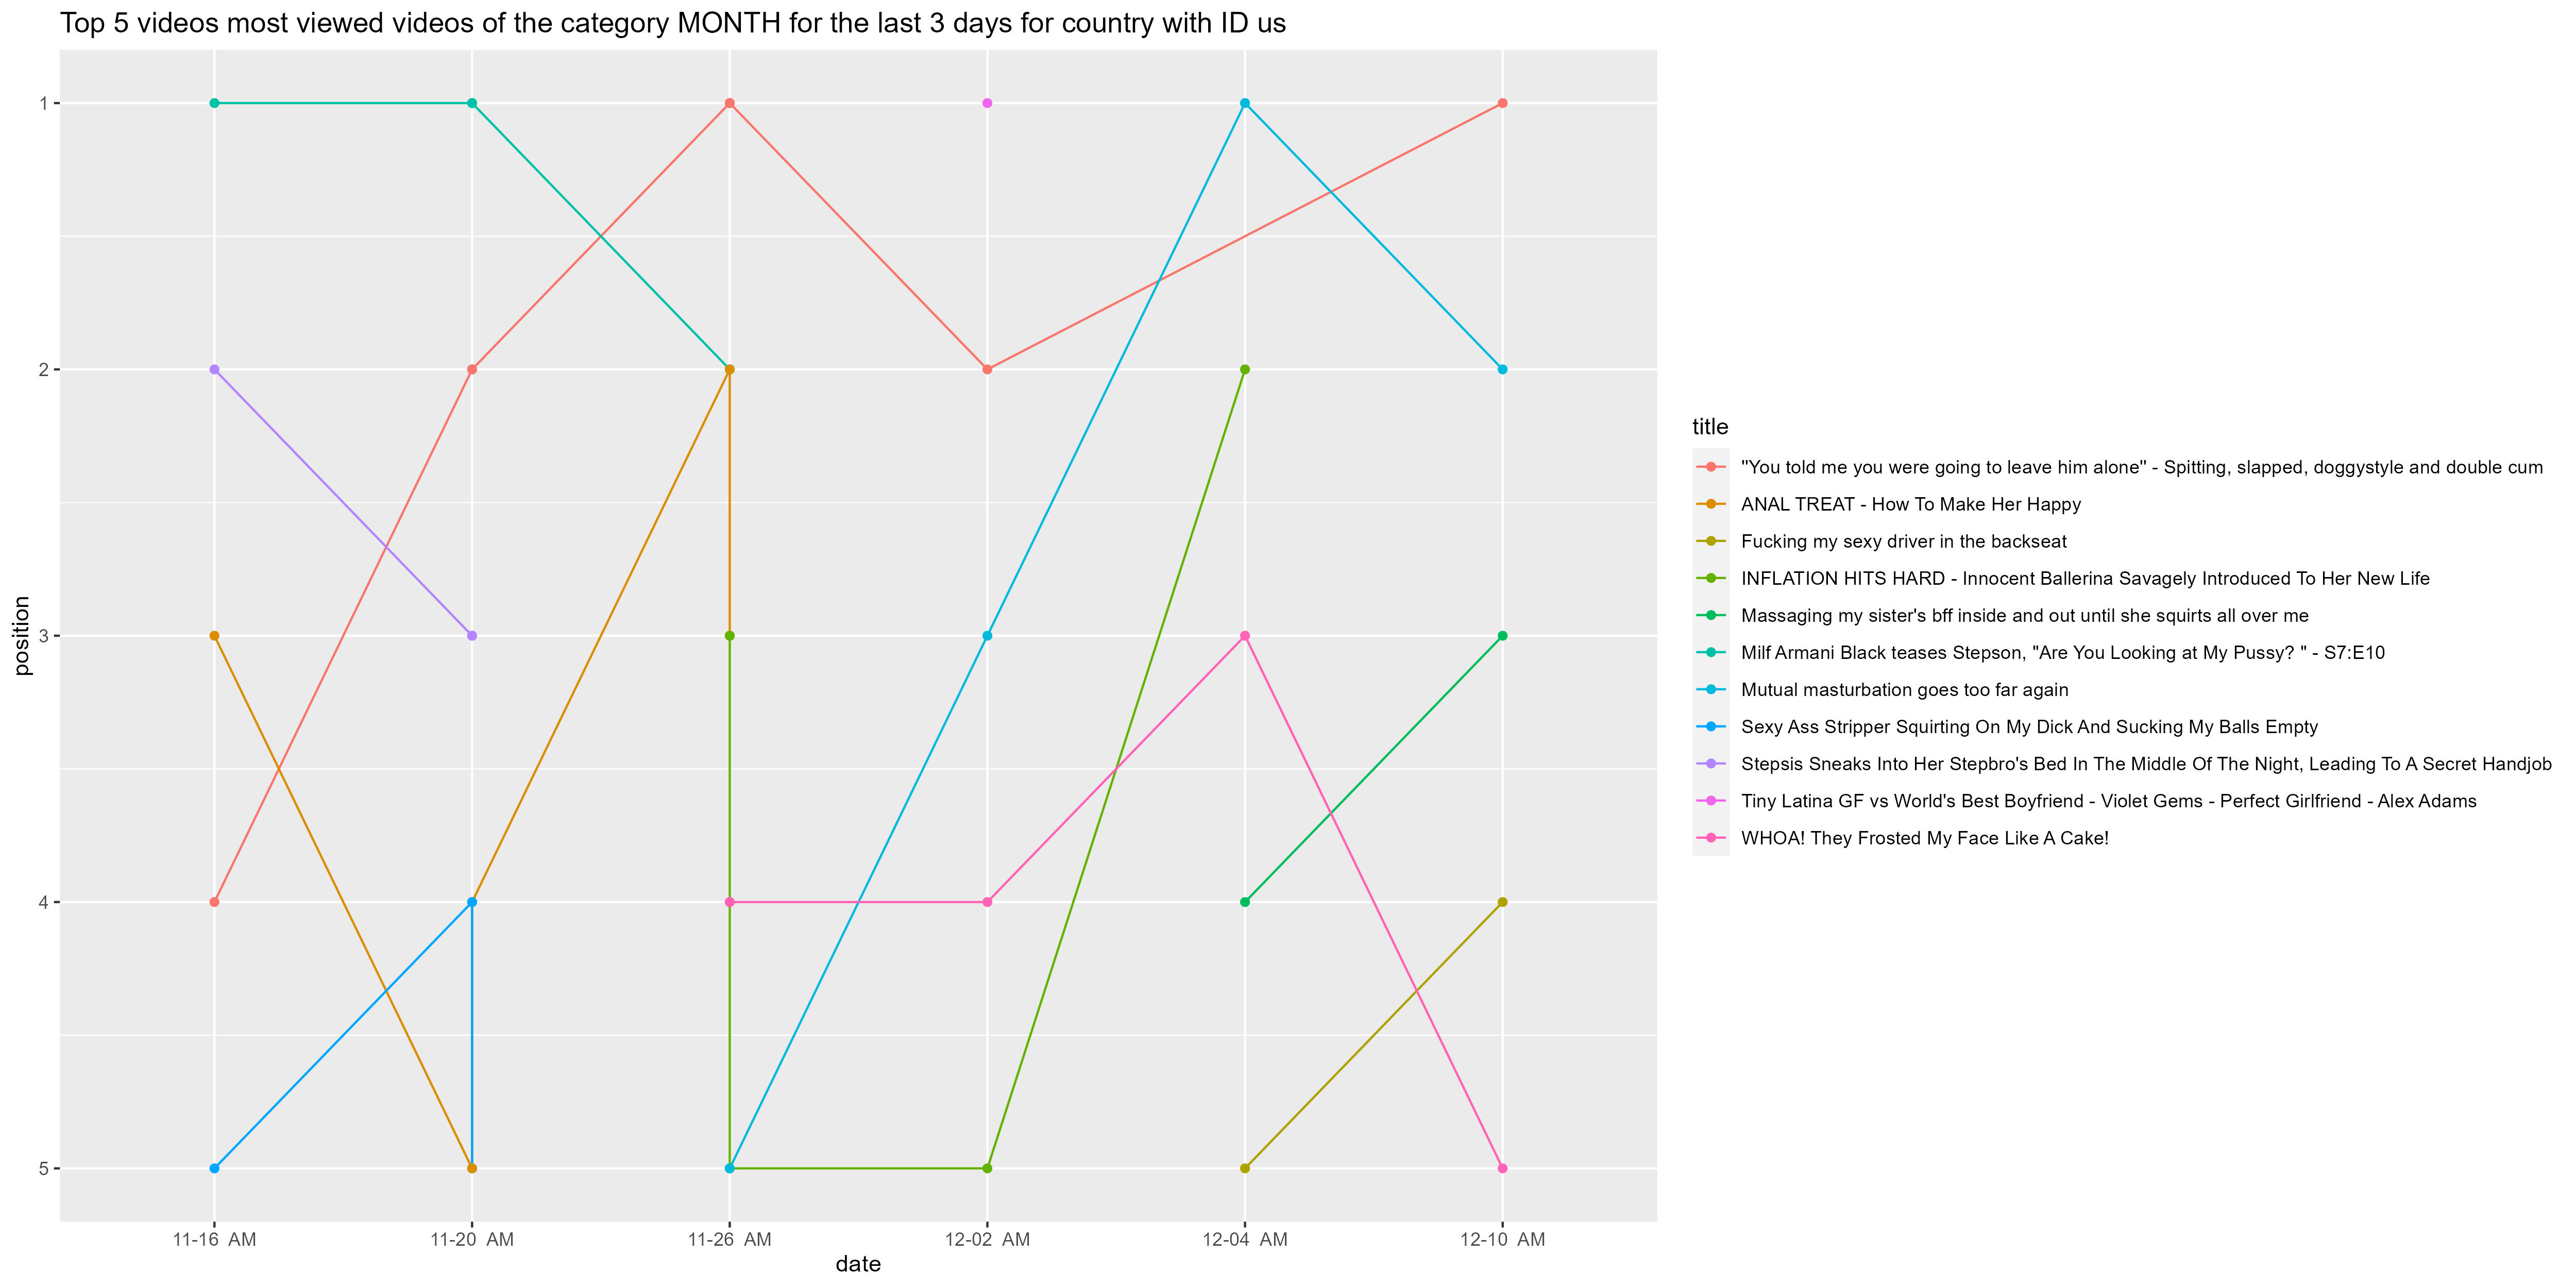 Top 5 videos most viewed videos of the category MONTH for the last 3 days for country with ID us
position
1
2
3
4
5
11-16  AM
11-20  AM
11-26  AM
12-02  AM
12-04  AM
12-10  AM
date
title
"You told me you were going to leave him alone" - Spitting, slapped, doggystyle and double cum
ANAL TREAT - How To Make Her Happy
Fucking my sexy driver in the backseat
INFLATION HITS HARD - Innocent Ballerina Savagely Introduced To Her New Life
Massaging my sister's bff inside and out until she squirts all over me
Milf Armani Black teases Stepson, "Are You Looking at My Pussy? " - S7:E10
Mutual masturbation goes too far again
Sexy Ass Stripper Squirting On My Dick And Sucking My Balls Empty
Stepsis Sneaks Into Her Stepbro's Bed In The Middle Of The Night, Leading To A Secret Handjob
Tiny Latina GF vs World's Best Boyfriend - Violet Gems - Perfect Girlfriend - Alex Adams
WHOA! They Frosted My Face Like A Cake!